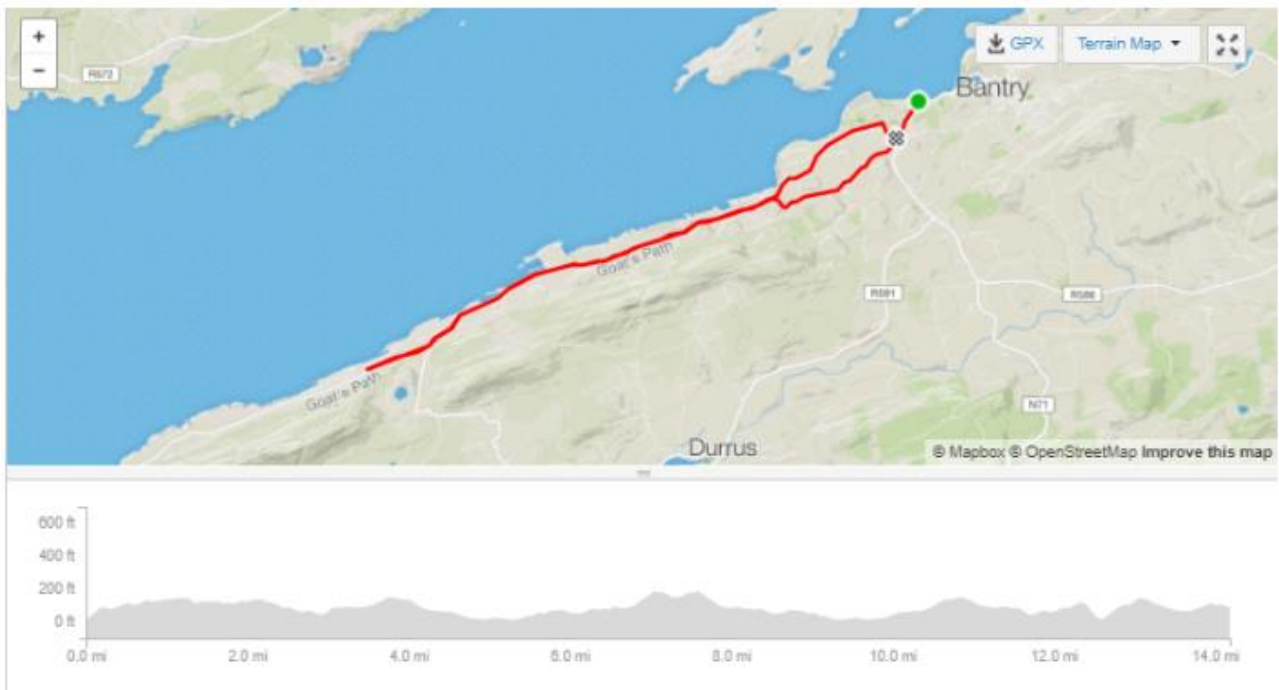 +
GPX
Terrain Map
−
R572
Bantry
Goat's Path
R591
R586
Goat's Path
N71
Durrus
© Mapbox © OpenStreetMap Improve this map
600 ft
400 ft
200 ft
0 ft
0.0 mi 2.0 mi 4.0 mi 6.0 mi 8.0 mi 10.0 mi 12.0 mi 14.0 mi